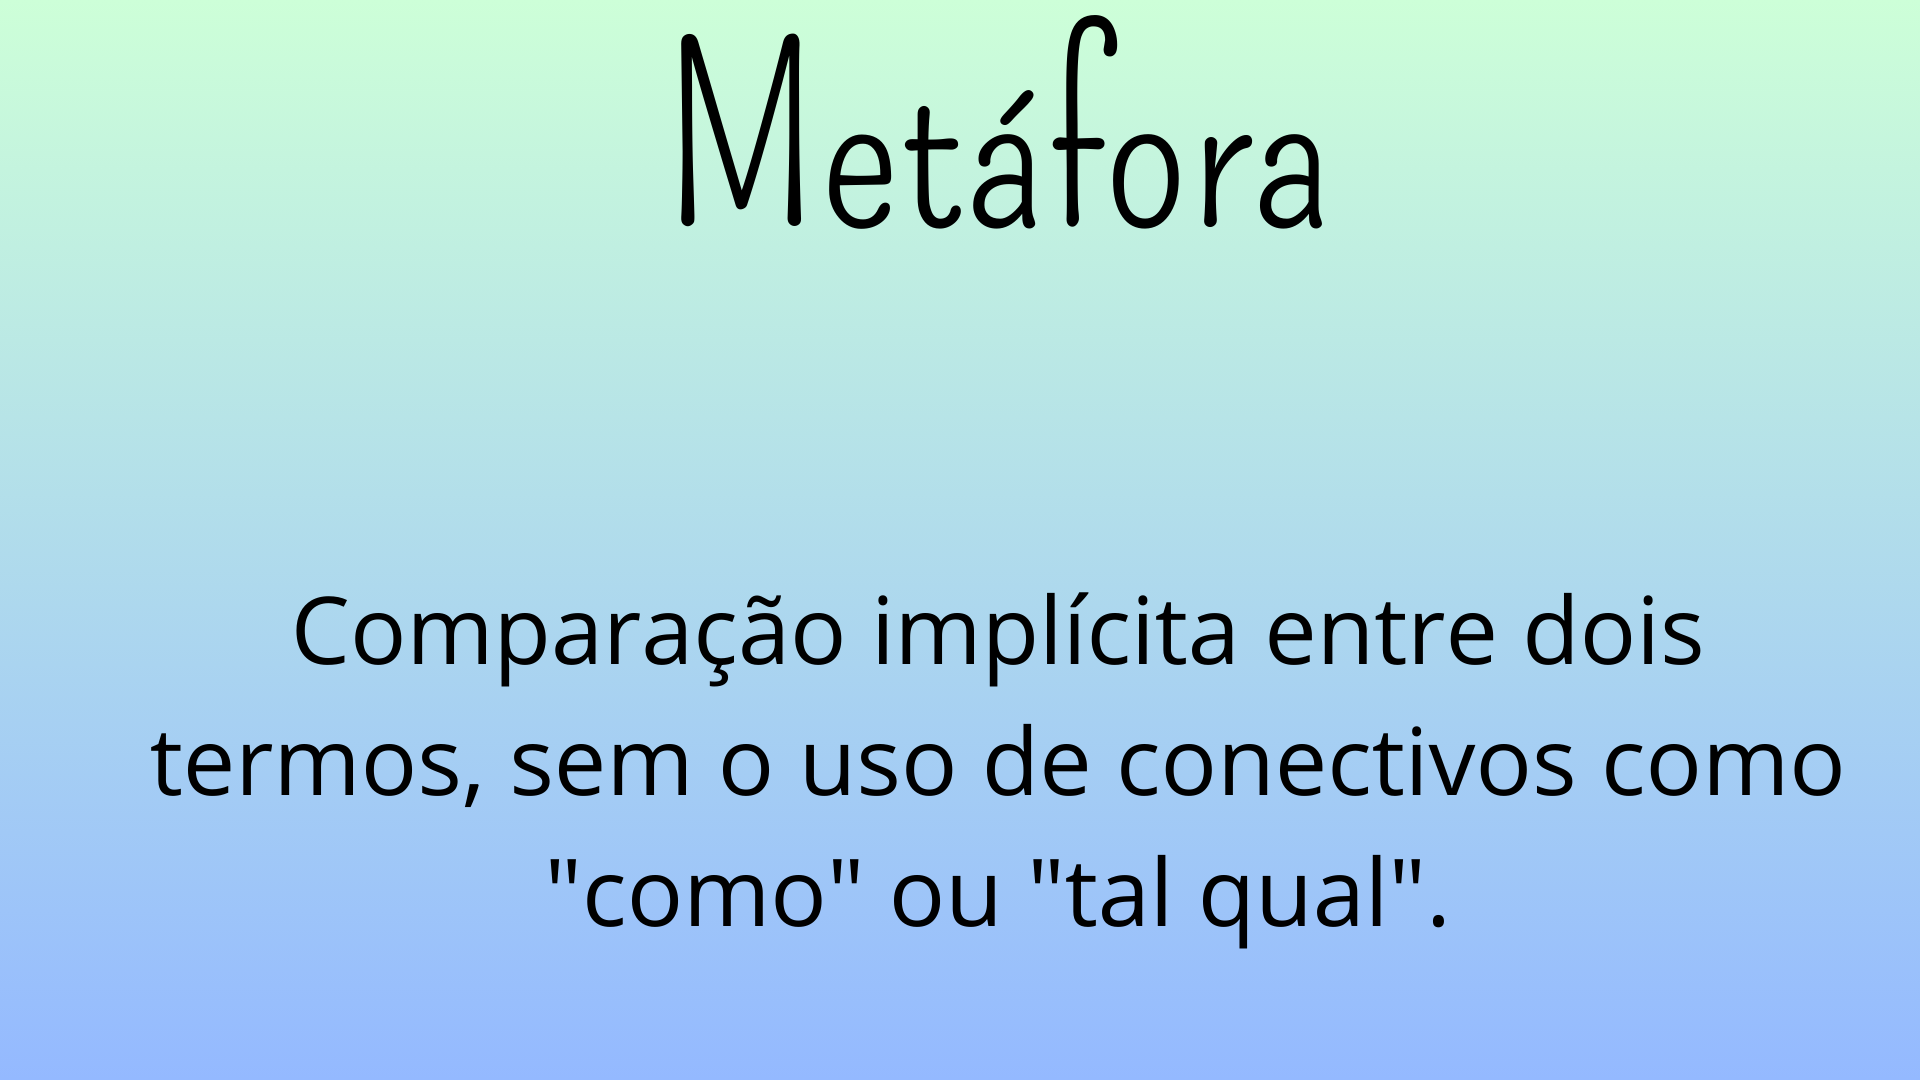 Metáfora
Comparação implícita entre dois
termos, sem o uso de conectivos como
"como" ou "tal qual".